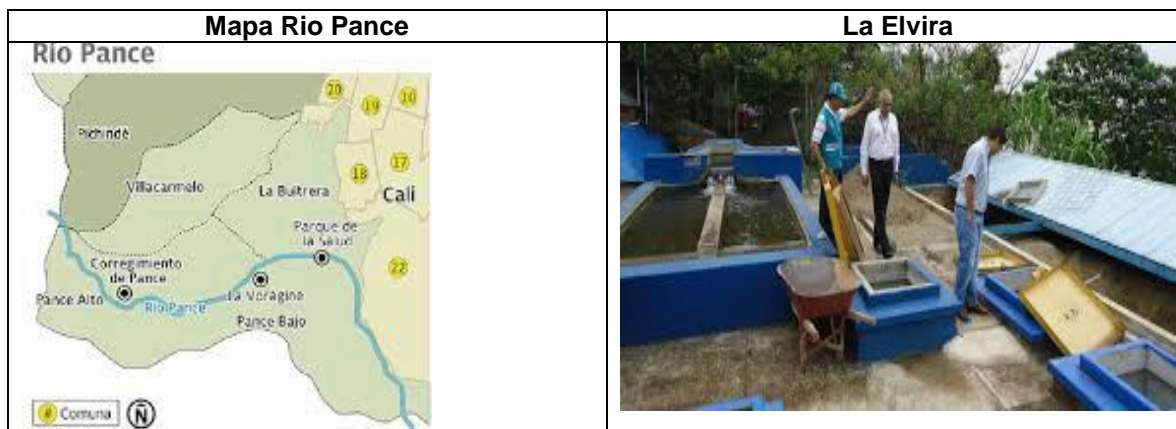 Mapa Rio Pance
La Elvira
Río Pance
Pichindé
Villacarmelo
La Buitrera
Parque de
la Salud
Corregimiento
de Pance
Pance Alto
Río Pance
La Vorágine
Pance Bajo
Cali
20
19
10
18
17
22
# Comuna
Ñ